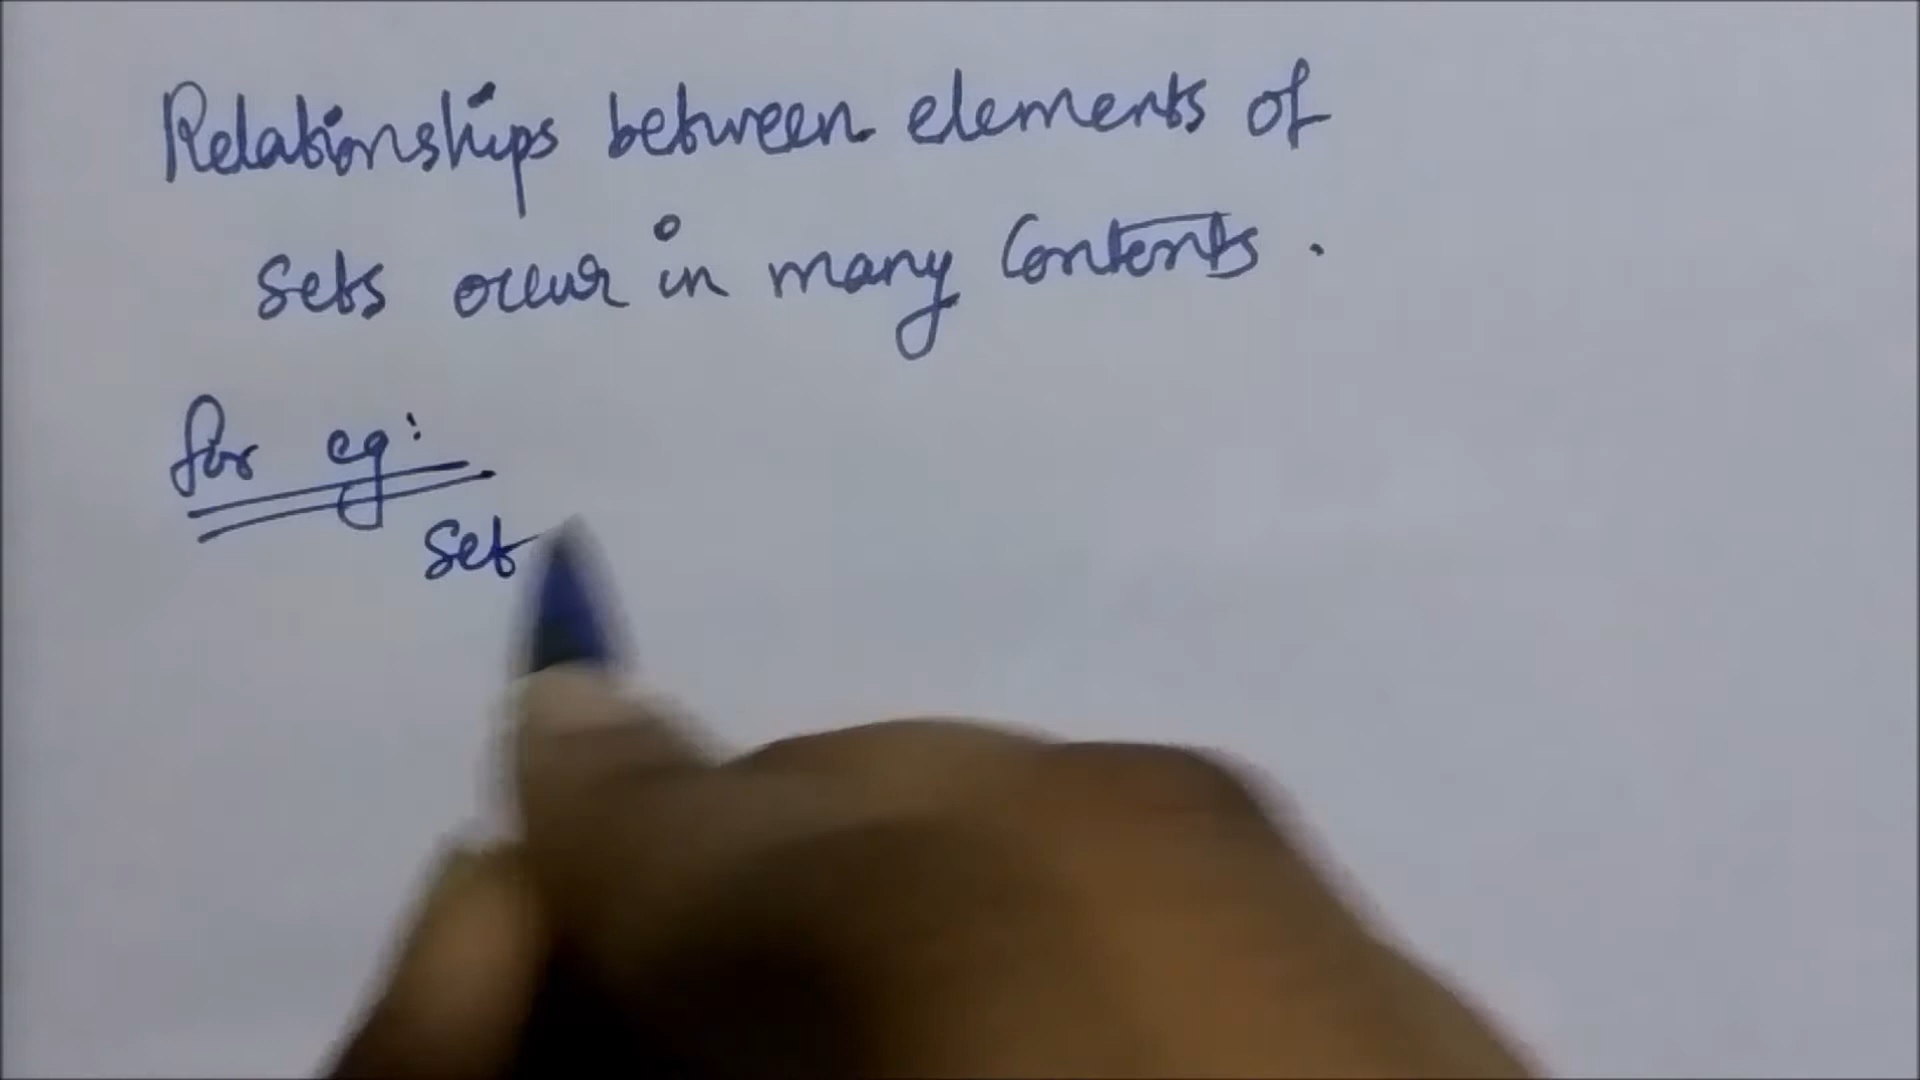 Relationships between elements of
sets occur in many Contents.
for eg:
Set